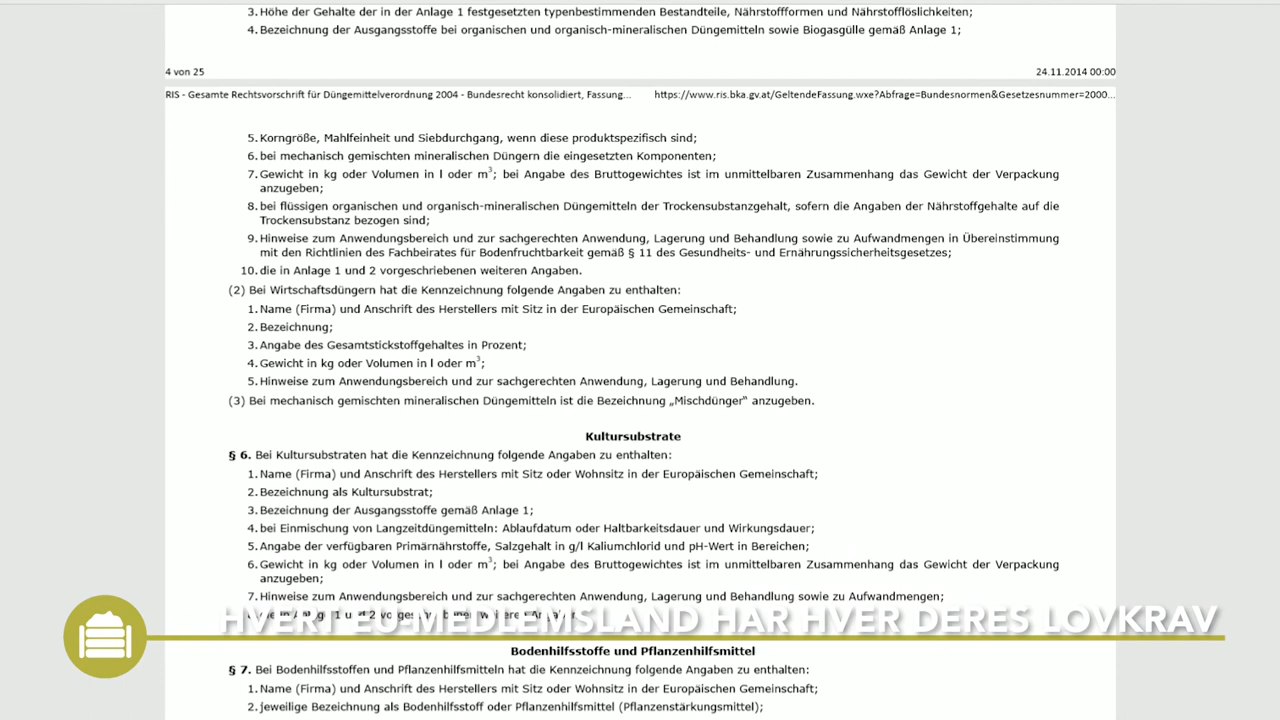 3. Höhe der Gehalte der in der Anlage 1 festgesetzten typenbestimmenden Bestandteile, Nährstoffformen und Nährstofflöslichkeiten;
4. Bezeichnung der Ausgangsstoffe bei organischen und organisch-mineralischen Düngemitteln sowie Biogasgülle gemäß Anlage 1;
4 von 25 24.11.2014 00:00
RIS - Gesamte Rechtsvorschrift für Düngemittelverordnung 2004 - Bundesrecht konsolidiert, Fassung... https://www.ris.bka.gv.at/GeltendeFassung.wxe?Abfrage=Bundesnormen&Gesetzesnummer=2000...
5. Korngröße, Mahlfeinheit und Siebdurchgang, wenn diese produktspezifisch sind;
6. bei mechanisch gemischten mineralischen Düngern die eingesetzten Komponenten;
7. Gewicht in kg oder Volumen in l oder m³; bei Angabe des Bruttogewichtes ist im unmittelbaren Zusammenhang das Gewicht der Verpackung
anzugeben;
8. bei flüssigen organischen und organisch-mineralischen Düngemitteln der Trockensubstanzgehalt, sofern die Angaben der Nährstoffgehalte auf die
Trockensubstanz bezogen sind;
9. Hinweise zum Anwendungsbereich und zur sachgerechten Anwendung, Lagerung und Behandlung sowie zu Aufwandmengen in Übereinstimmung
mit den Richtlinien des Fachbeirates für Bodenfruchtbarkeit gemäß § 11 des Gesundheits- und Ernährungssicherheitsgesetzes;
10. die in Anlage 1 und 2 vorgeschriebenen weiteren Angaben.
(2) Bei Wirtschaftsdüngern hat die Kennzeichnung folgende Angaben zu enthalten:
1. Name (Firma) und Anschrift des Herstellers mit Sitz in der Europäischen Gemeinschaft;
2. Bezeichnung;
3. Angabe des Gesamtstickstoffgehaltes in Prozent;
4. Gewicht in kg oder Volumen in l oder m³;
5. Hinweise zum Anwendungsbereich und zur sachgerechten Anwendung, Lagerung und Behandlung.
(3) Bei mechanisch gemischten mineralischen Düngemitteln ist die Bezeichnung „Mischdünger“ anzugeben.
Kultursubstrate
§ 6. Bei Kultursubstraten hat die Kennzeichnung folgende Angaben zu enthalten:
1. Name (Firma) und Anschrift des Herstellers mit Sitz oder Wohnsitz in der Europäischen Gemeinschaft;
2. Bezeichnung als Kultursubstrat;
3. Bezeichnung der Ausgangsstoffe gemäß Anlage 1;
4. bei Einmischung von Langzeitdüngemitteln: Ablaufdatum oder Haltbarkeitsdauer und Wirkungsdauer;
5. Angabe der verfügbaren Primärnährstoffe, Salzgehalt in g/l Kaliumchlorid und pH-Wert in Bereichen;
6. Gewicht in kg oder Volumen in l oder m³; bei Angabe des Bruttogewichtes ist im unmittelbaren Zusammenhang das Gewicht der Verpackung
anzugeben;
7. Hinweise zum Anwendungsbereich und zur sachgerechten Anwendung, Lagerung und Behandlung sowie zu Aufwandmengen;
HVERT EU-MEDLEMSLAND HAR HVER DERES LOVKRAV
Bodenhilfsstoffe und Pflanzenhilfsmittel
§ 7. Bei Bodenhilfsstoffen und Pflanzenhilfsmitteln hat die Kennzeichnung folgende Angaben zu enthalten:
1. Name (Firma) und Anschrift des Herstellers mit Sitz oder Wohnsitz in der Europäischen Gemeinschaft;
2. jeweilige Bezeichnung als Bodenhilfsstoff oder Pflanzenhilfsmittel (Pflanzenstärkungsmittel);